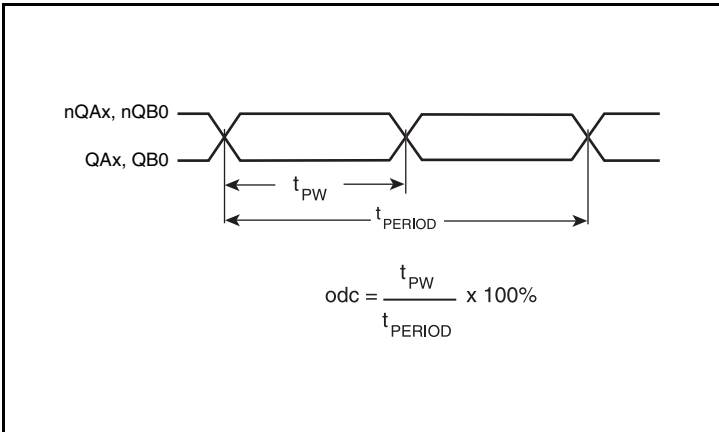 nQAx, nQB0
QAx, QB0
tPW
tPERIOD
odc = tPW / tPERIOD x 100%